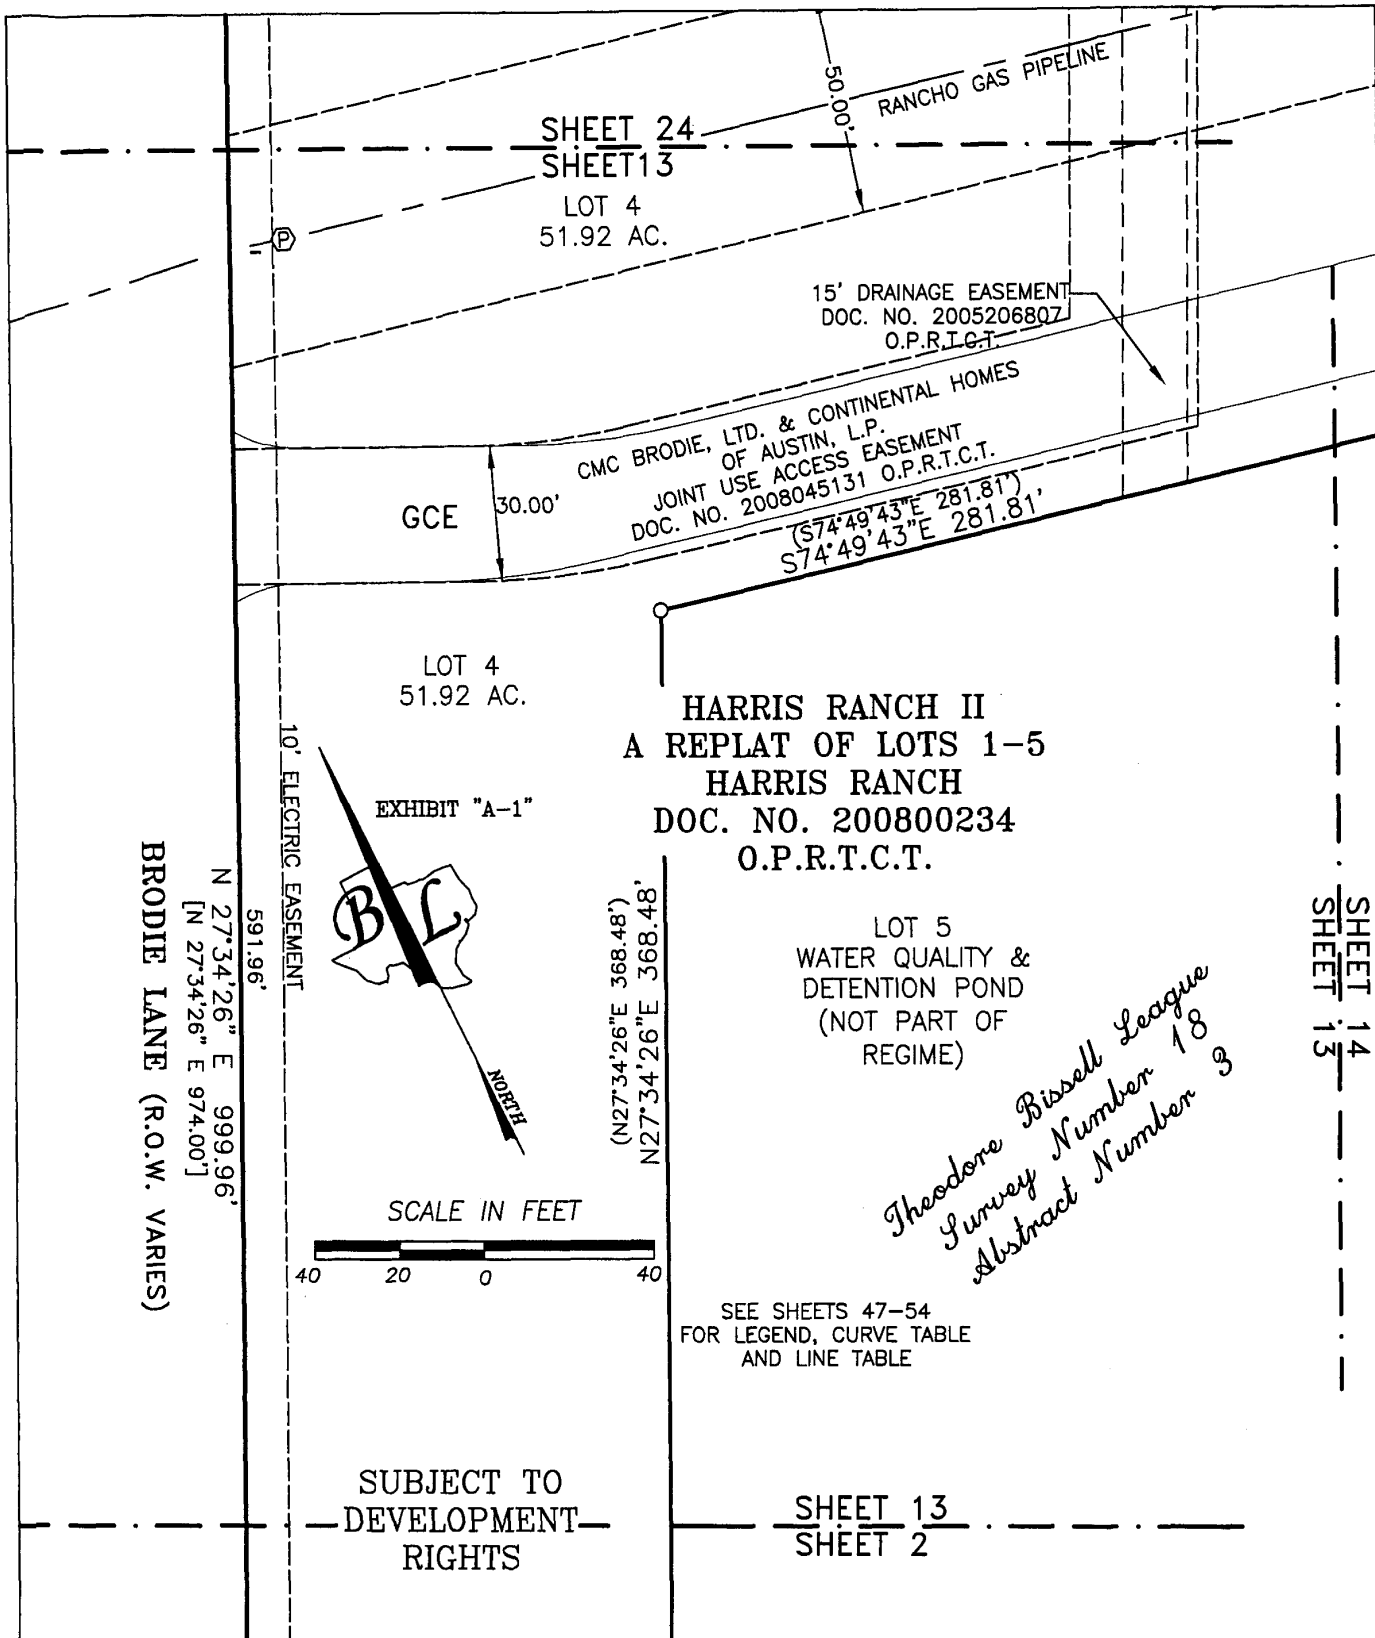 50.00'
RANCHO GAS PIPELINE
SHEET 24
SHEET13
LOT 4
51.92 AC.
P
15' DRAINAGE EASEMENT
DOC. NO. 2005206807
O.P.R.T.C.T.
CMC BRODIE, LTD. & CONTINENTAL HOMES
OF AUSTIN, L.P.
JOINT USE ACCESS EASEMENT
DOC. NO. 2008045131 O.P.R.T.C.T.
GCE
30.00'
(S74°49'43"E 281.81')
S74°49'43"E 281.81'
LOT 4
51.92 AC.
HARRIS RANCH II
A REPLAT OF LOTS 1-5
HARRIS RANCH
DOC. NO. 200800234
O.P.R.T.C.T.
10' ELECTRIC EASEMENT
EXHIBIT "A-1"
B L
NORTH
BRODIE LANE (R.O.W. VARIES)
591.96'
N 27°34'26" E 999.96'
[N 27°34'26" E 974.00']
(N27°34'26"E 368.48')
N27°34'26"E 368.48'
LOT 5
WATER QUALITY &
DETENTION POND
(NOT PART OF
REGIME)
SHEET 14
SHEET 13
Theodore Bissell League
Survey Number 18
Abstract Number 3
SCALE IN FEET
40 20 0 40
SEE SHEETS 47-54
FOR LEGEND, CURVE TABLE
AND LINE TABLE
SUBJECT TO
DEVELOPMENT
RIGHTS
SHEET 13
SHEET 2